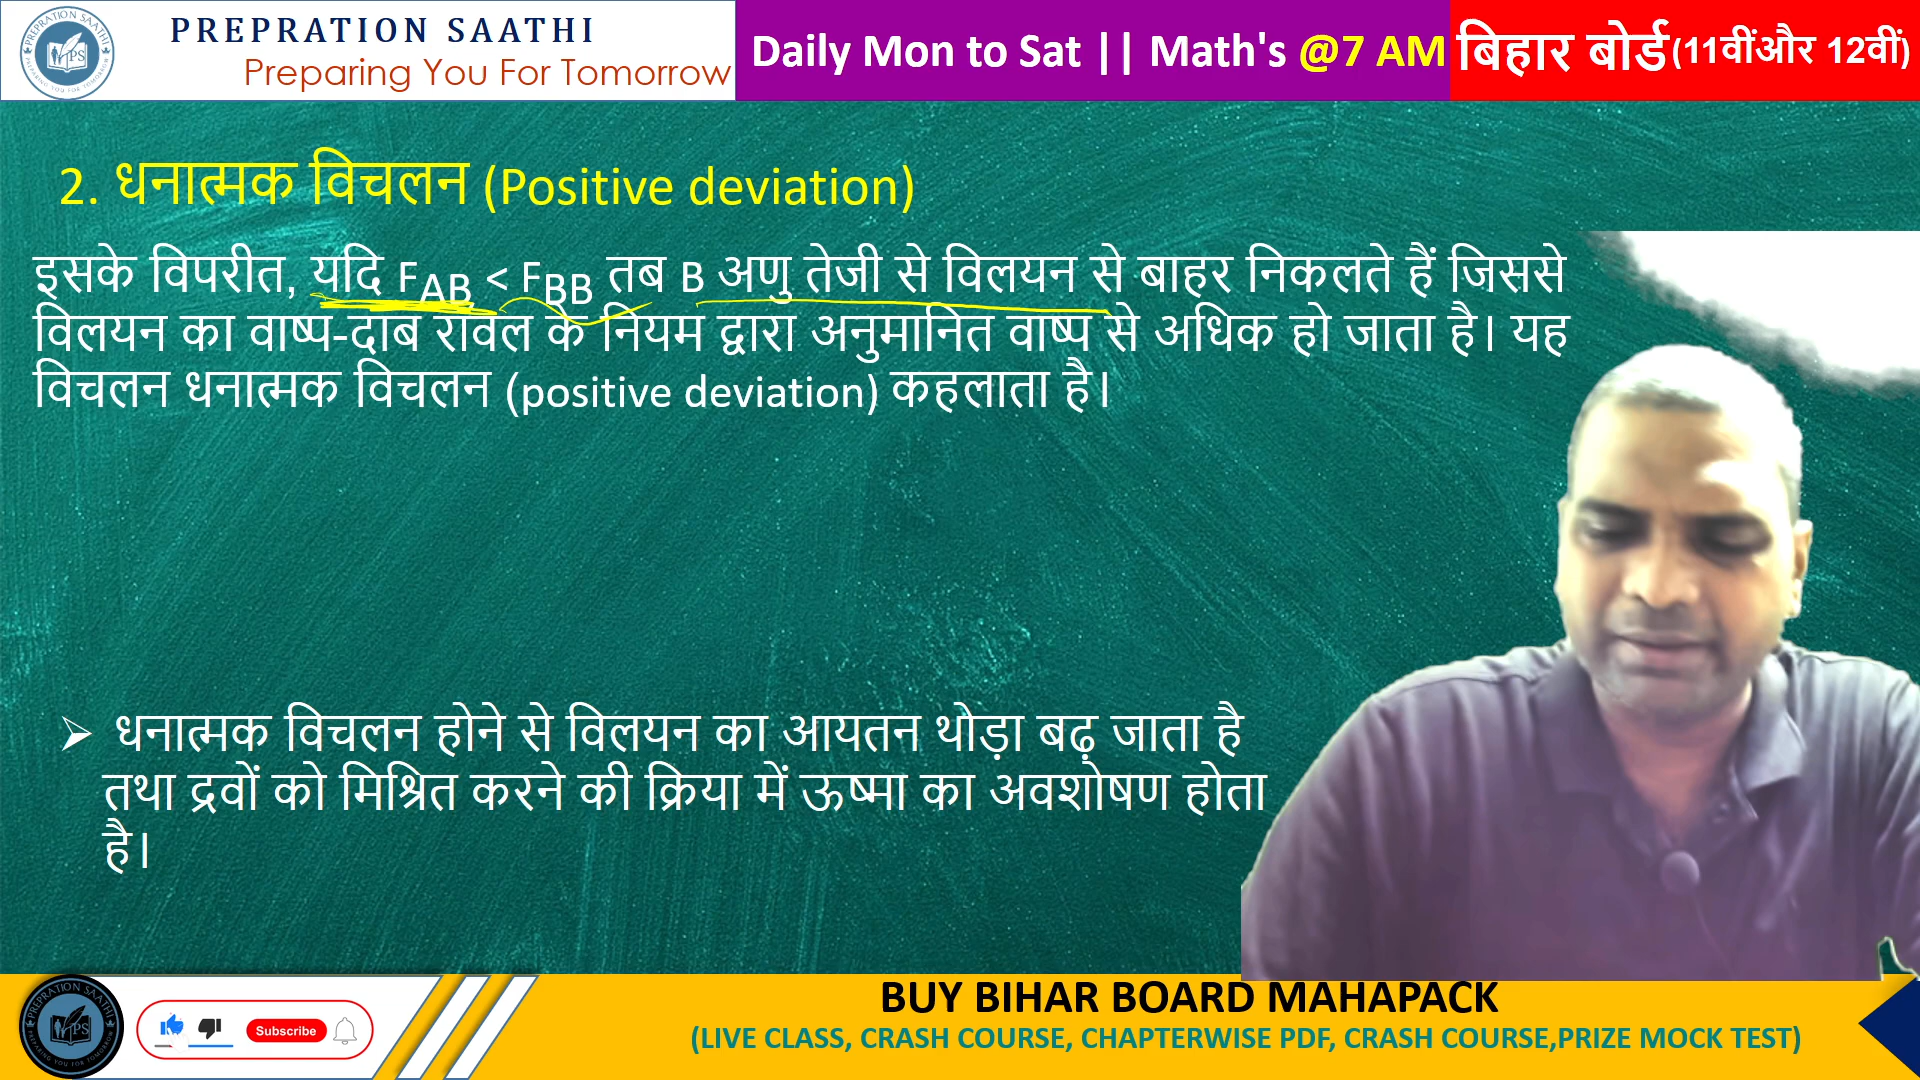 PREPRATION SAATHI
Preparing You For Tomorrow
Daily Mon to Sat || Math's @7 AM
बिहार बोर्ड(11वींऔर 12वीं)
2. धनात्मक विचलन (Positive deviation)
इसके विपरीत, यदि FAB < FBB तब B अणु तेजी से विलयन से बाहर निकलते हैं जिससे
विलयन का वाष्प-दाब रावल के नियम द्वारा अनुमानित वाष्प से अधिक हो जाता है। यह
विचलन धनात्मक विचलन (positive deviation) कहलाता है।
➢ धनात्मक विचलन होने से विलयन का आयतन थोड़ा बढ़ जाता है
तथा द्रवों को मिश्रित करने की क्रिया में ऊष्मा का अवशोषण होता
है।
Subscribe
BUY BIHAR BOARD MAHAPACK
(LIVE CLASS, CRASH COURSE, CHAPTERWISE PDF, CRASH COURSE,PRIZE MOCK TEST)